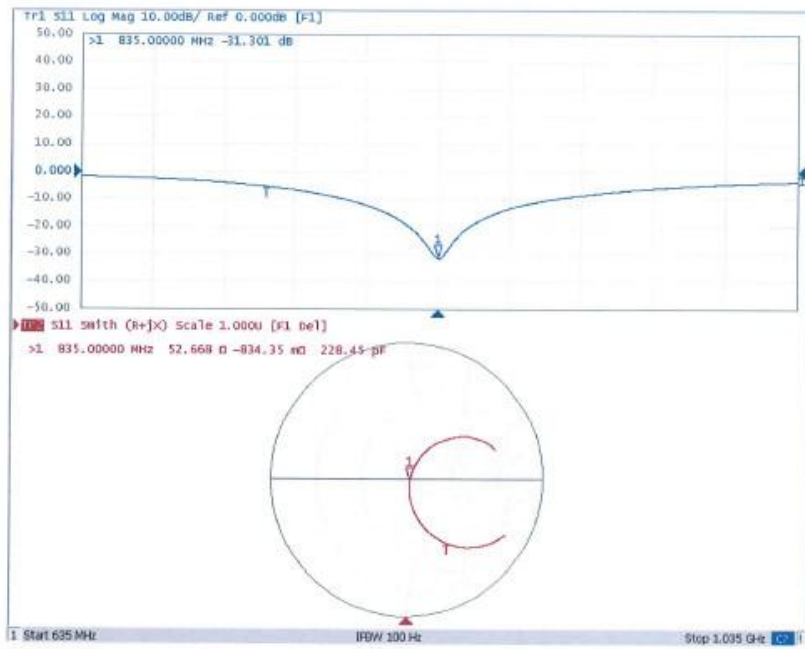 Tr1 S11 Log Mag 10.00dB/ Ref 0.000dB [F1]
50.00
>1 835.00000 MHz -31.301 dB
40.00
30.00
20.00
10.00
0.000
-10.00
-20.00
1
-30.00
-40.00
-50.00
S11 Smith (R+jX) Scale 1.000U [F1 Del]
>1 835.00000 MHz 52.668 Ω -834.35 mΩ 228.45 pF
1
1 Start 635 MHz IFBW 100 Hz Stop 1.035 GHz